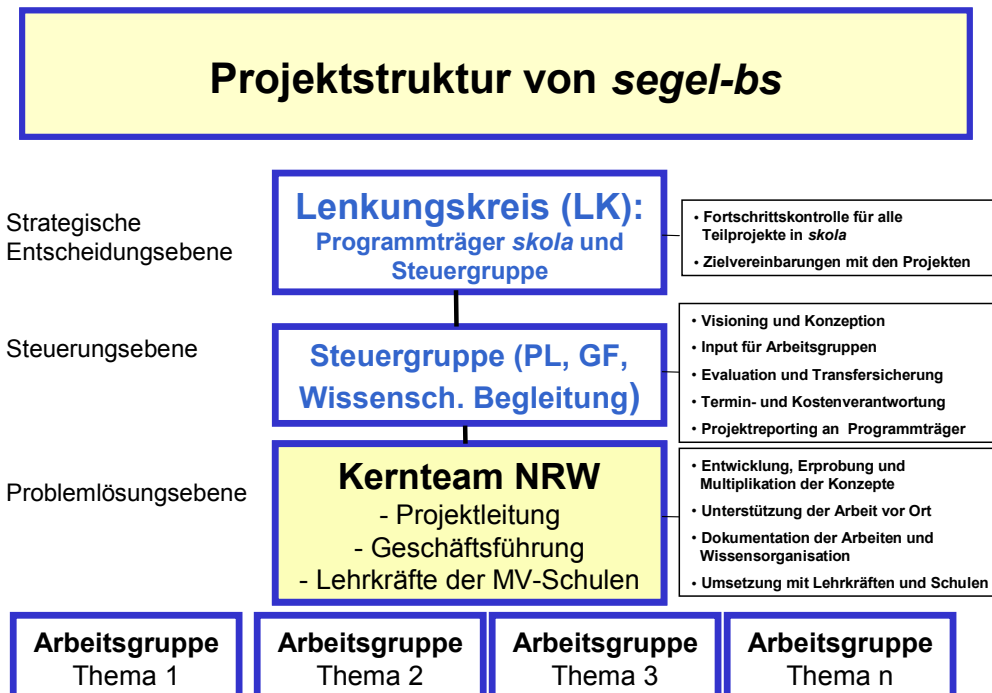 Projektstruktur von segel-bs
Strategische
Entscheidungsebene
Lenkungskreis (LK):
Programmträger skola und
Steuergruppe
• Fortschrittskontrolle für alle
Teilprojekte in skola
• Zielvereinbarungen mit den Projekten
Steuerungsebene
Steuergruppe (PL, GF,
Wissensch. Begleitung)
• Visioning und Konzeption
• Input für Arbeitsgruppen
• Evaluation und Transfersicherung
• Termin- und Kostenverantwortung
• Projektreporting an Programmträger
Problemlösungsebene
Kernteam NRW
- Projektleitung
- Geschäftsführung
- Lehrkräfte der MV-Schulen
• Entwicklung, Erprobung und
Multiplikation der Konzepte
• Unterstützung der Arbeit vor Ort
• Dokumentation der Arbeiten und
Wissensorganisation
• Umsetzung mit Lehrkräften und Schulen
Arbeitsgruppe
Thema 1
Arbeitsgruppe
Thema 2
Arbeitsgruppe
Thema 3
Arbeitsgruppe
Thema n